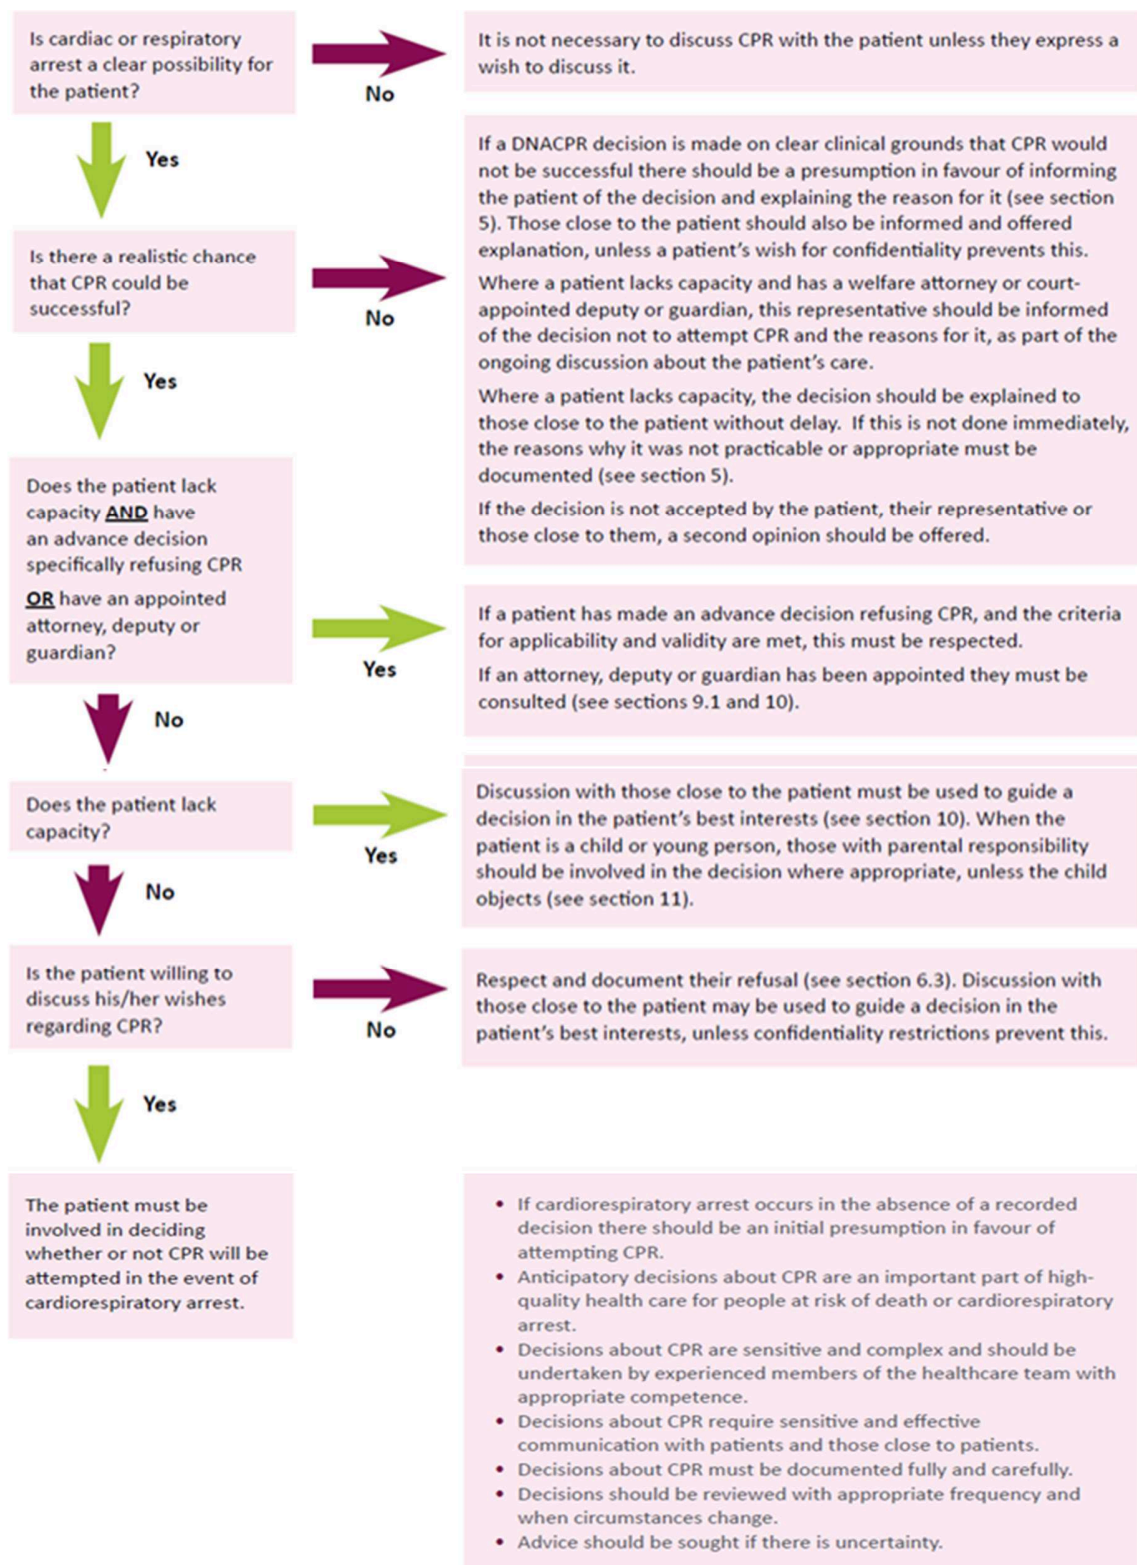 Is cardiac or respiratory
arrest a clear possibility for
the patient?
No
It is not necessary to discuss CPR with the patient unless they express a
wish to discuss it.
Yes
Is there a realistic chance
that CPR could be
successful?
No
If a DNACPR decision is made on clear clinical grounds that CPR would
not be successful there should be a presumption in favour of informing
the patient of the decision and explaining the reason for it (see section
5). Those close to the patient should also be informed and offered
explanation, unless a patient's wish for confidentiality prevents this.
Where a patient lacks capacity and has a welfare attorney or court-
appointed deputy or guardian, this representative should be informed
of the decision not to attempt CPR and the reasons for it, as part of the
ongoing discussion about the patient's care.
Where a patient lacks capacity, the decision should be explained to
those close to the patient without delay. If this is not done immediately,
the reasons why it was not practicable or appropriate must be
documented (see section 5).
If the decision is not accepted by the patient, their representative or
those close to them, a second opinion should be offered.
Yes
Does the patient lack
capacity AND have
an advance decision
specifically refusing CPR
OR have an appointed
attorney, deputy or
guardian?
Yes
If a patient has made an advance decision refusing CPR, and the criteria
for applicability and validity are met, this must be respected.
If an attorney, deputy or guardian has been appointed they must be
consulted (see sections 9.1 and 10).
No
Does the patient lack
capacity?
Yes
Discussion with those close to the patient must be used to guide a
decision in the patient's best interests (see section 10). When the
patient is a child or young person, those with parental responsibility
should be involved in the decision where appropriate, unless the child
objects (see section 11).
No
Is the patient willing to
discuss his/her wishes
regarding CPR?
No
Respect and document their refusal (see section 6.3). Discussion with
those close to the patient may be used to guide a decision in the
patient's best interests, unless confidentiality restrictions prevent this.
Yes
The patient must be
involved in deciding
whether or not CPR will be
attempted in the event of
cardiorespiratory arrest.
• If cardiorespiratory arrest occurs in the absence of a recorded
decision there should be an initial presumption in favour of
attempting CPR.
• Anticipatory decisions about CPR are an important part of high-
quality health care for people at risk of death or cardiorespiratory
arrest.
• Decisions about CPR are sensitive and complex and should be
undertaken by experienced members of the healthcare team with
appropriate competence.
• Decisions about CPR require sensitive and effective
communication with patients and those close to patients.
• Decisions about CPR must be documented fully and carefully.
• Decisions should be reviewed with appropriate frequency and
when circumstances change.
• Advice should be sought if there is uncertainty.